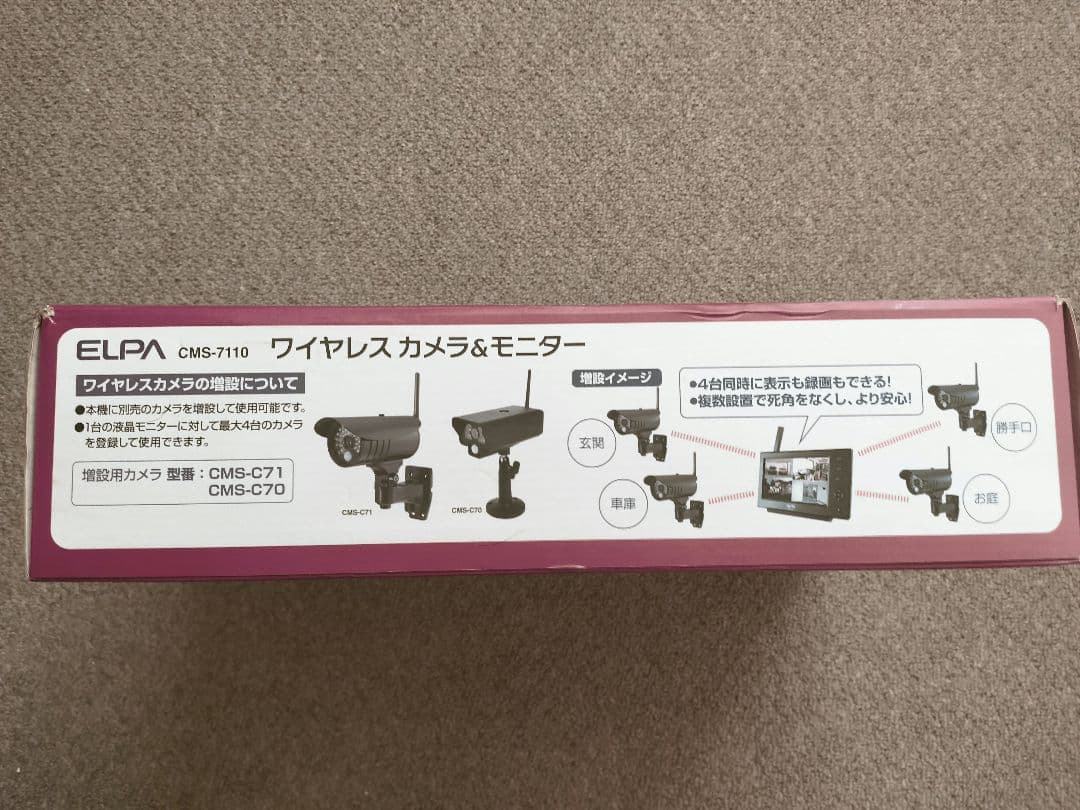 ELPA CMS-7110 ワイヤレス カメラ&モニター
ワイヤレスカメラの増設について
●本機に別売のカメラを増設して使用可能です。
●1台の液晶モニターに対して最大4台のカメラ
を登録して使用できます。
増設用カメラ 型番：CMS-C71
CMS-C70
CMS-C71
CMS-C70
増設イメージ
●4台同時に表示も録画もできる!
●複数設置で死角をなくし、より安心!
玄関
勝手口
車庫
お庭